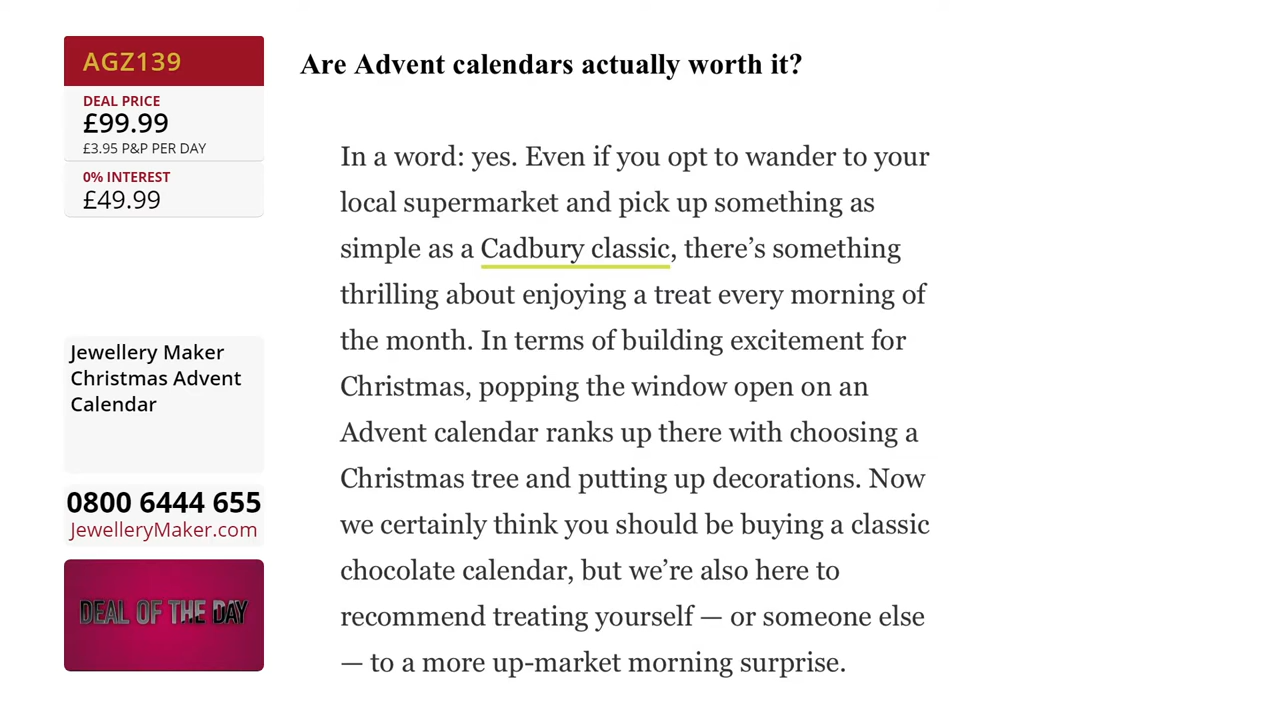 AGZ139
DEAL PRICE
£99.99
£3.95 P&P PER DAY
0% INTEREST
£49.99
Jewellery Maker
Christmas Advent
Calendar
0800 6444 655
JewelleryMaker.com
DEAL OF THE DAY
Are Advent calendars actually worth it?
In a word: yes. Even if you opt to wander to your
local supermarket and pick up something as
simple as a Cadbury classic, there’s something
thrilling about enjoying a treat every morning of
the month. In terms of building excitement for
Christmas, popping the window open on an
Advent calendar ranks up there with choosing a
Christmas tree and putting up decorations. Now
we certainly think you should be buying a classic
chocolate calendar, but we’re also here to
recommend treating yourself — or someone else
— to a more up-market morning surprise.